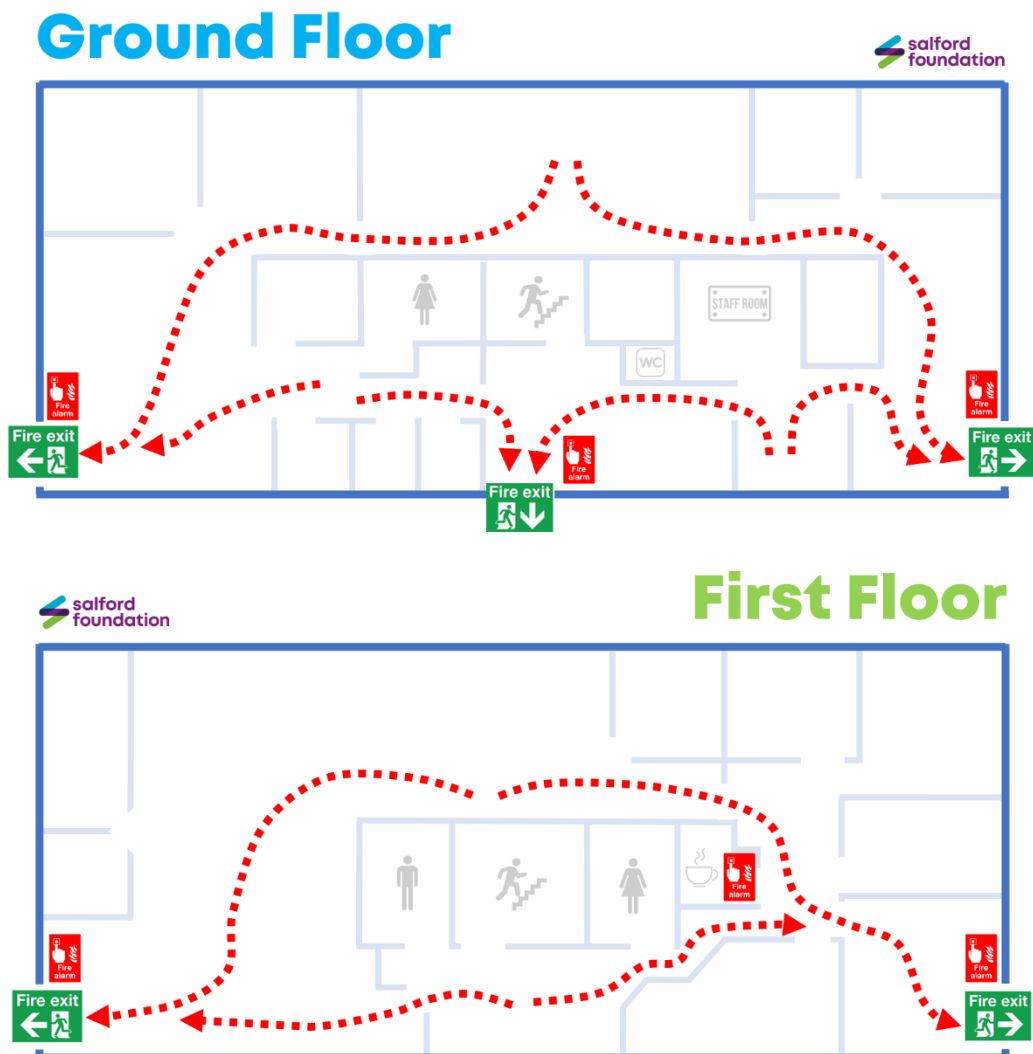 Ground Floor
salford
foundation
STAFF ROOM
WC
Fire
alarm
Fire exit
Fire
alarm
Fire exit
Fire
alarm
Fire exit
First Floor
salford
foundation
Fire
alarm
Fire
alarm
Fire exit
Fire
alarm
Fire exit